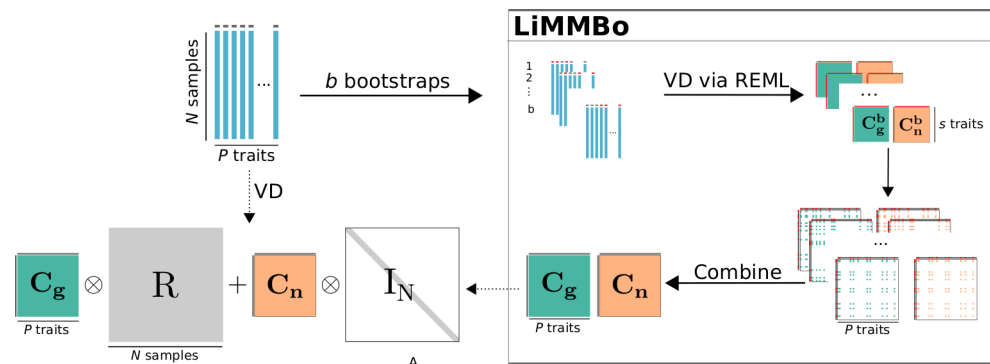 LiMMBo
N samples
...
P traits
b bootstraps
1
2
⋮
b
...
VD via REML
...
C_g^b
C_n^b
s traits
VD
C_g ⊗ R + C_n ⊗ I_N
P traits
N samples
C_g C_n
P traits
Combine
...
P traits
A